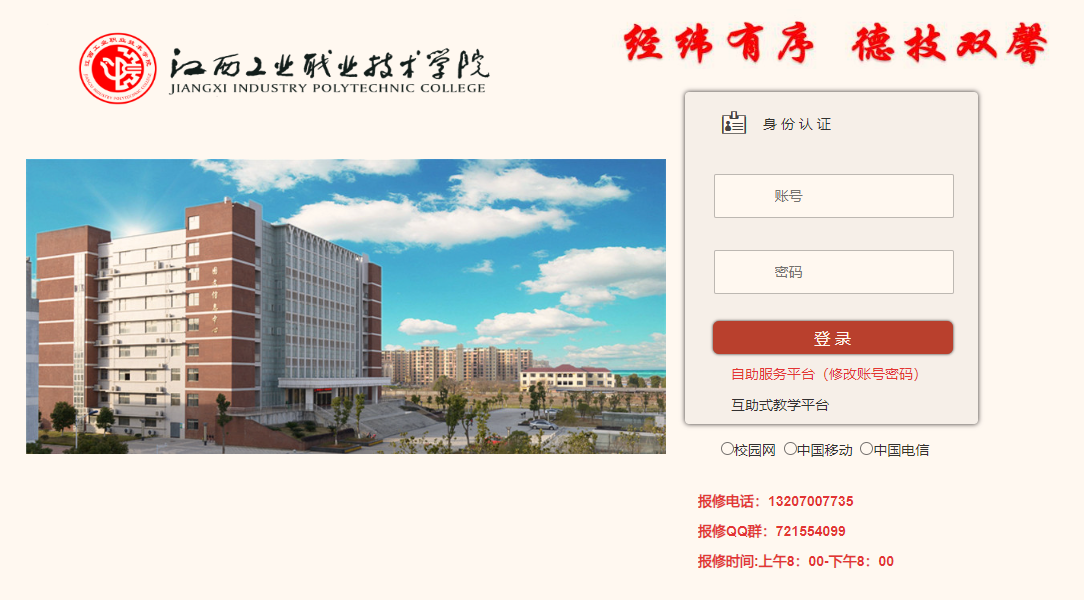 江西工业职业技术学院
JIANGXI INDUSTRY POLYTECHNIC COLLEGE
经纬有序 德技双馨
身份认证
账号
密码
登录
自助服务平台（修改账号密码）
互助式教学平台
校园网 中国移动 中国电信
报修电话：13207007735
报修QQ群：721554099
报修时间:上午8：00-下午8：00